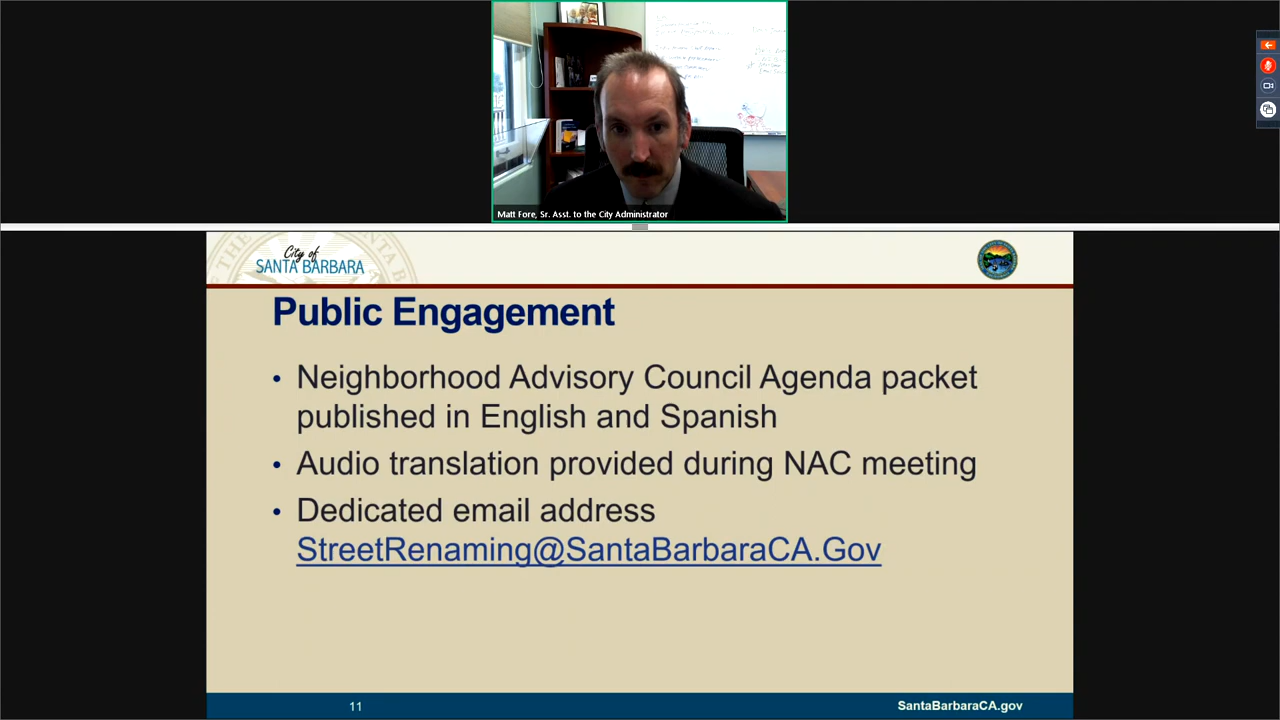 Matt Fore, Sr. Asst. to the City Administrator
City of
SANTA BARBARA
Public Engagement
• Neighborhood Advisory Council Agenda packet
published in English and Spanish
• Audio translation provided during NAC meeting
• Dedicated email address
StreetRenaming@SantaBarbaraCA.Gov
11
SantaBarbaraCA.gov